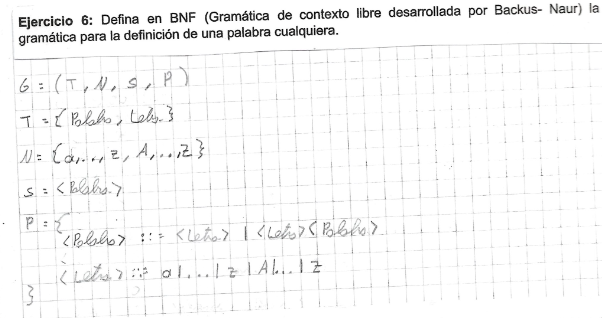 Ejercicio 6: Defina en BNF (Gramática de contexto libre desarrollada por Backus- Naur) la
gramática para la definición de una palabra cualquiera.
G = (T, N, S, P)
T = { Palabra, Letra }
N = {a,..., z, A,...,Z}
S = <Palabra>
P = {
<Palabra> ::= <Letra> | <Letra><Palabra>
<Letra> ::= a|...| z | A|...| Z
}